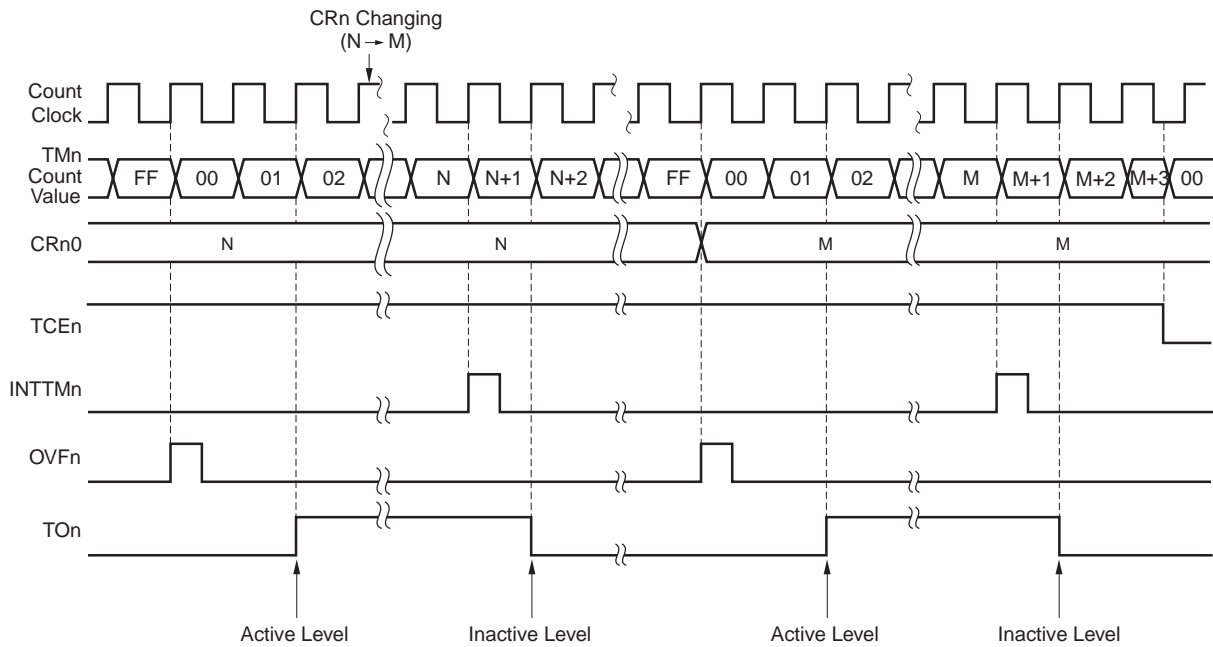 CRn Changing
(N → M)
Count
Clock
TMn
Count
Value
FF 00 01 02 N N+1 N+2 FF 00 01 02 M M+1 M+2 M+3 00
CRn0
N N M M
TCEn
INTTMn
OVFn
TOn
Active Level Inactive Level Active Level Inactive Level